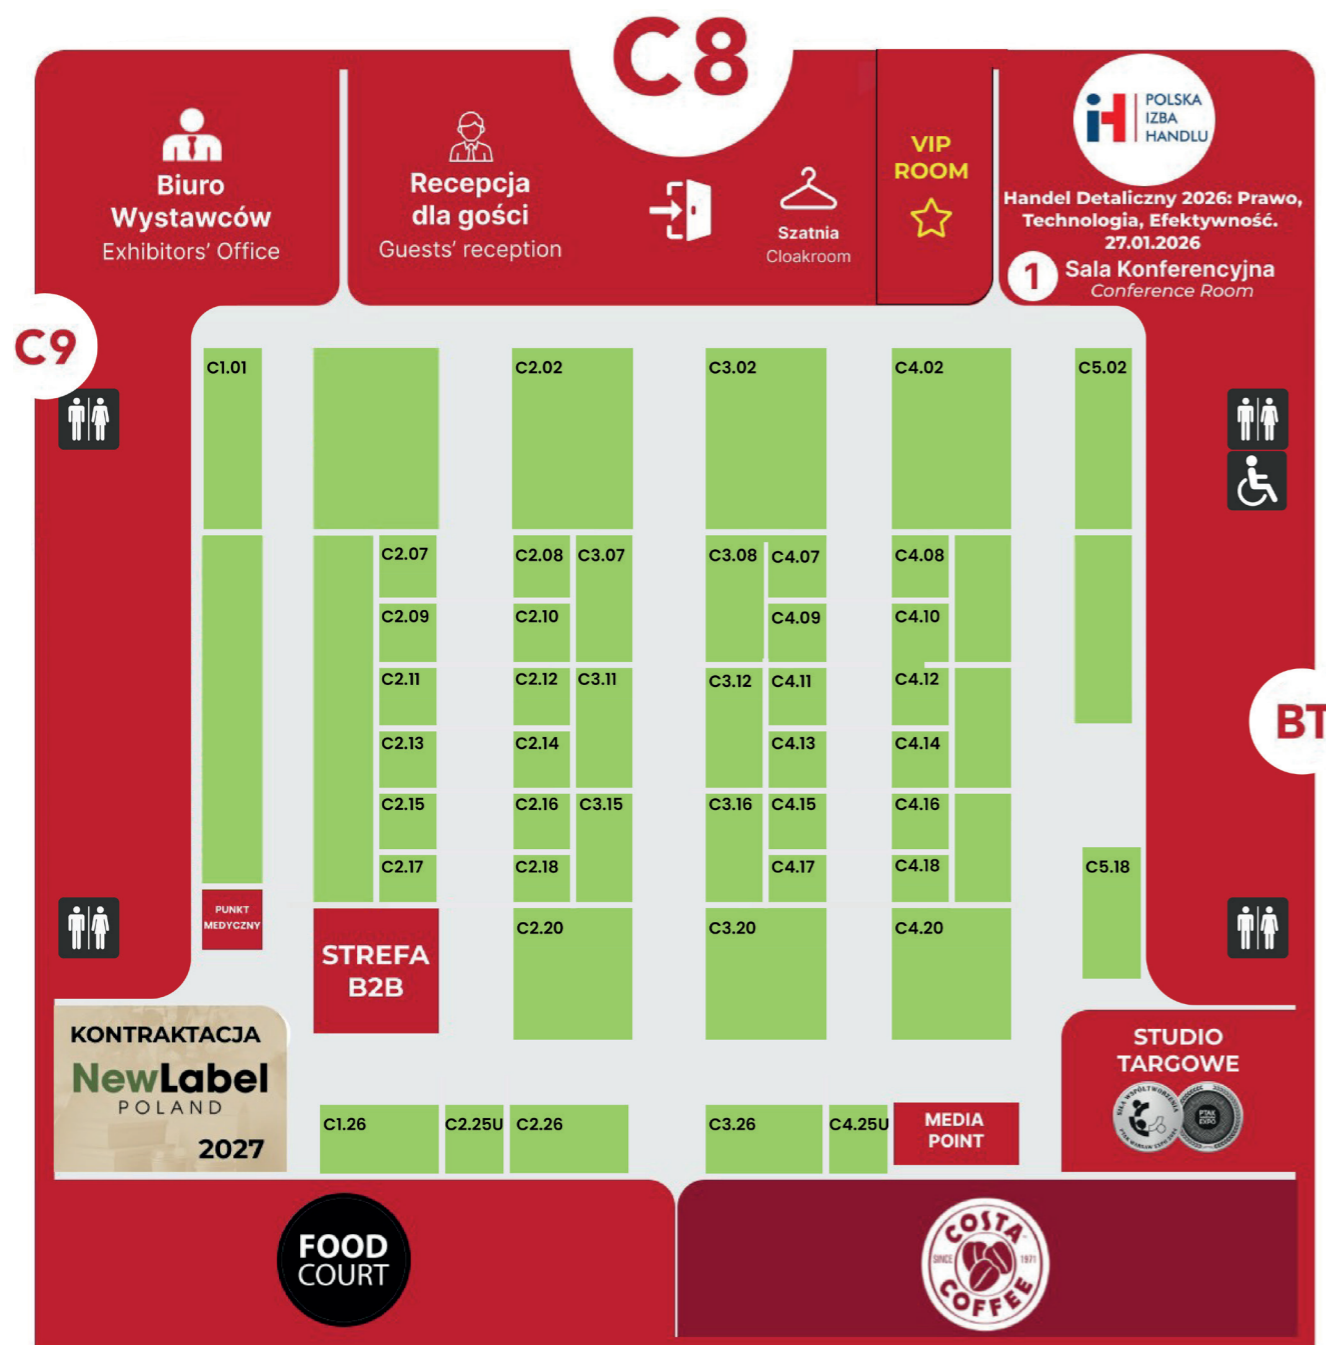 C8
Biuro
Wystawców
Exhibitors' Office
Recepcja
dla gości
Guests' reception
Szatnia
Cloakroom
VIP
ROOM
POLSKA
IZBA
HANDLU
Handel Detaliczny 2026: Prawo,
Technologia, Efektywność.
27.01.2026
1 Sala Konferencyjna
Conference Room
C9
C1.01
C2.02
C3.02
C4.02
C5.02
C2.07
C2.08
C3.07
C3.08
C4.07
C4.08
C2.09
C2.10
C4.09
C4.10
C2.11
C2.12
C3.11
C3.12
C4.11
C4.12
BT
C2.13
C2.14
C4.13
C4.14
C2.15
C2.16
C3.15
C3.16
C4.15
C4.16
C2.17
C2.18
C4.17
C4.18
C5.18
PUNKT
MEDYCZNY
STREFA
B2B
C2.20
C3.20
C4.20
KONTRAKTACJA
NewLabel
POLAND
2027
STUDIO
TARGOWE
PTAK
EXPO
C1.26
C2.25U
C2.26
C3.26
C4.25U
MEDIA
POINT
FOOD
COURT
COSTA
SINCE
1971
COFFEE